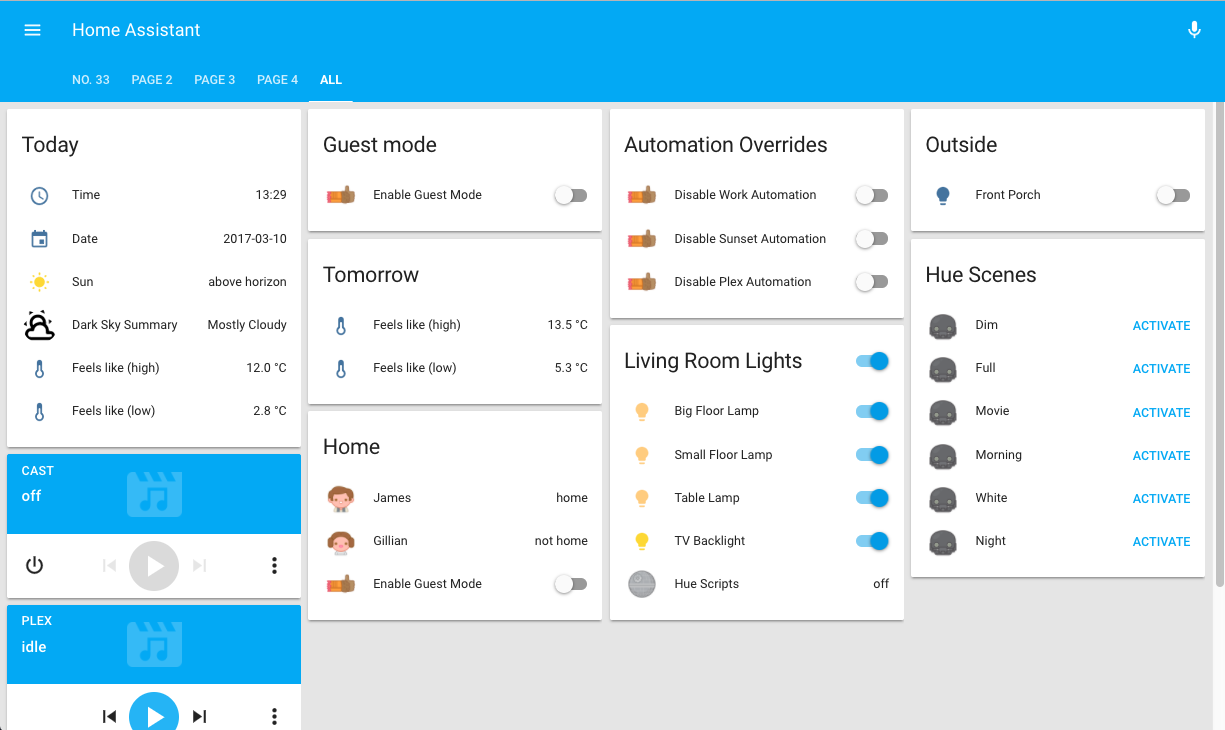 Home Assistant
NO. 33 PAGE 2 PAGE 3 PAGE 4 ALL
Today
Time 13:29
Date 2017-03-10
Sun above horizon
Dark Sky Summary Mostly Cloudy
Feels like (high) 12.0 °C
Feels like (low) 2.8 °C
CAST
off
PLEX
idle
Guest mode
Enable Guest Mode
Tomorrow
Feels like (high) 13.5 °C
Feels like (low) 5.3 °C
Home
James home
Gillian not home
Enable Guest Mode
Automation Overrides
Disable Work Automation
Disable Sunset Automation
Disable Plex Automation
Living Room Lights
Big Floor Lamp
Small Floor Lamp
Table Lamp
TV Backlight
Hue Scripts off
Outside
Front Porch
Hue Scenes
Dim ACTIVATE
Full ACTIVATE
Movie ACTIVATE
Morning ACTIVATE
White ACTIVATE
Night ACTIVATE